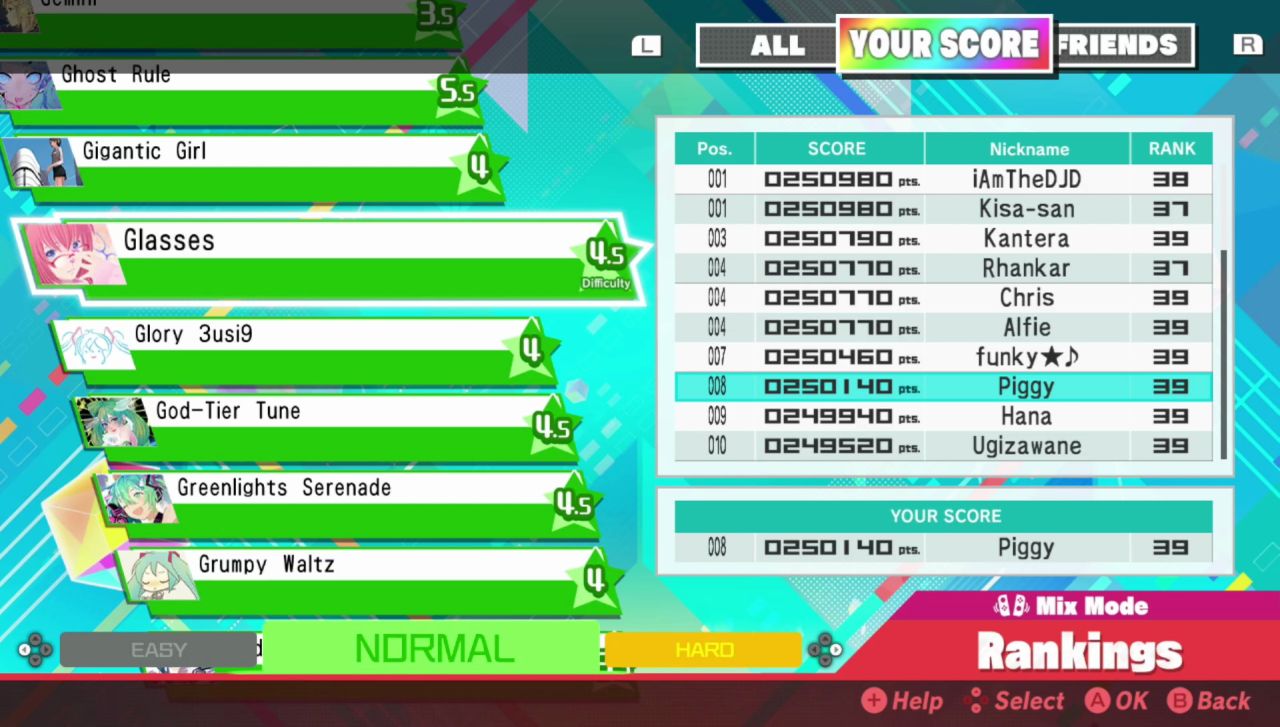 Gemini
3.5
Ghost Rule
5.5
Gigantic Girl
4
Glasses
4.5
Difficulty
Glory 3usi9
4
God-Tier Tune
4.5
Greenlights Serenade
4.5
Grumpy Waltz
4
EASY NORMAL HARD
L ALL YOUR SCORE FRIENDS R
Pos. SCORE Nickname RANK
001 0250980 pts. iAmTheDJD 38
001 0250980 pts. Kisa-san 37
003 0250790 pts. Kantera 39
004 0250770 pts. Rhankar 37
004 0250770 pts. Chris 39
004 0250770 pts. Alfie 39
007 0250460 pts. funky★♪ 39
008 0250140 pts. Piggy 39
009 0249940 pts. Hana 39
010 0249520 pts. Ugizawane 39
YOUR SCORE
008 0250140 pts. Piggy 39
Mix Mode
Rankings
+ Help Select A OK B Back